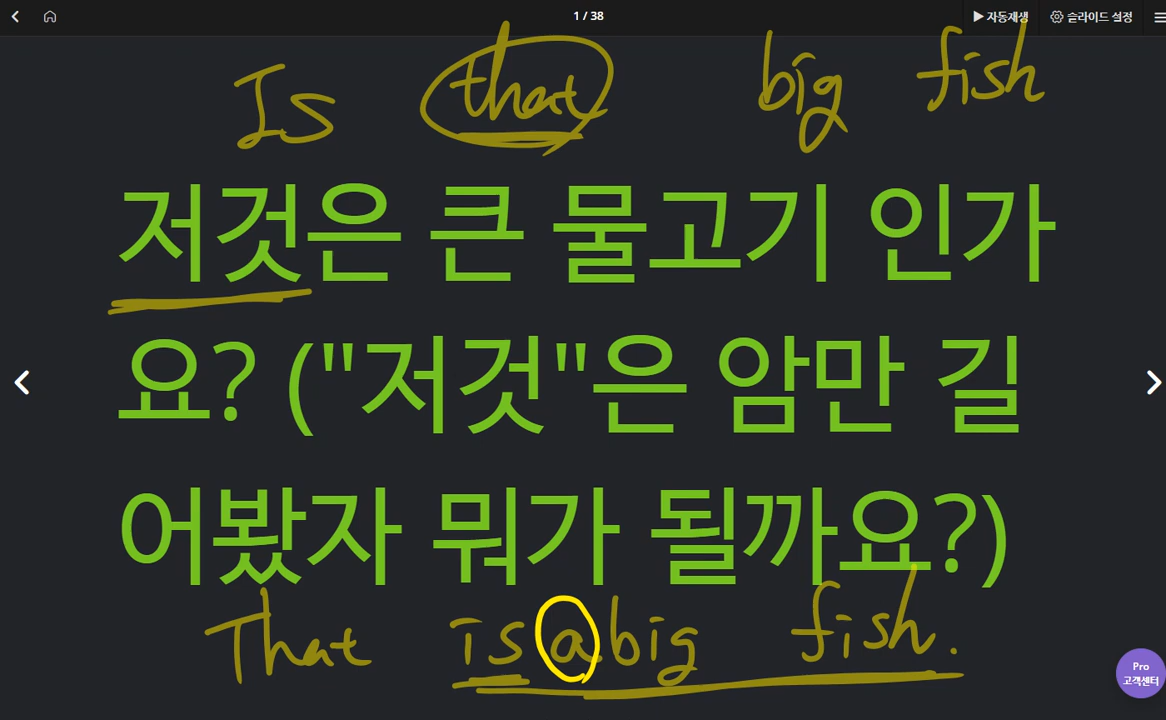 1 / 38 ▶ 자동재생 슬라이드 설정
Is that big fish
저것은 큰 물고기 인가
요? ("저것"은 암만 길
어봤자 뭐가 될까요?)
That is a big fish.
Pro
고객센터